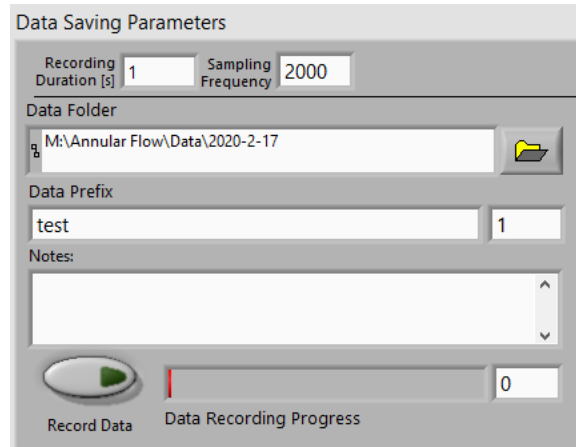 Data Saving Parameters
Recording Duration [s] 1 Sampling Frequency 2000
Data Folder
M:\Annular Flow\Data\2020-2-17
Data Prefix
test 1
Notes:
0
Record Data Data Recording Progress